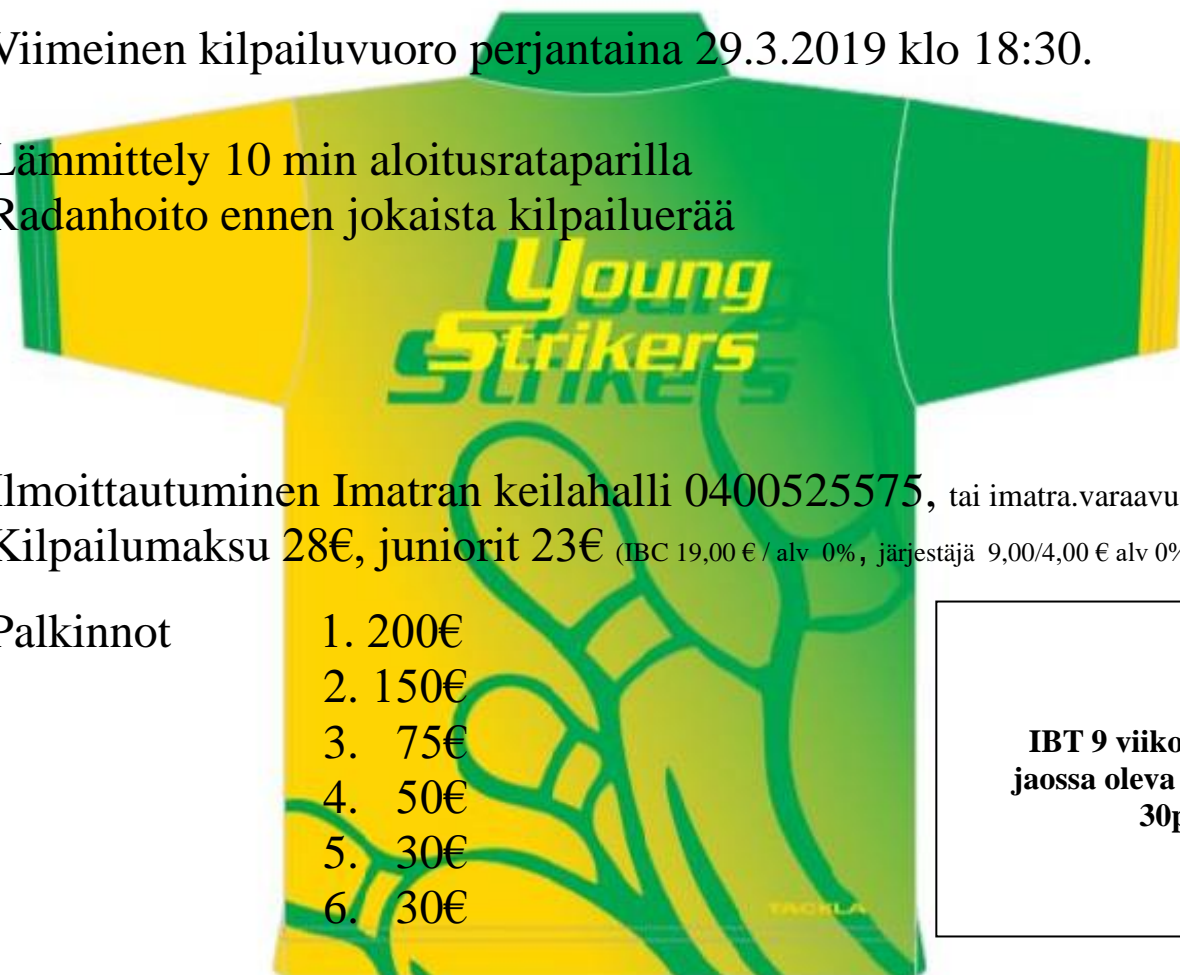 Viimeinen kilpailuvuoro perjantaina 29.3.2019 klo 18:30.
Lämmittely 10 min aloitusrataparilla
Radanhoito ennen jokaista kilpailuerää
Young
Strikers
Ilmoittautuminen Imatran keilahalli 0400525575, tai imatra.varaavu
Kilpailumaksu 28€, juniorit 23€ (IBC 19,00 € / alv 0%, järjestäjä 9,00/4,00 € alv 0%
Palkinnot 1. 200€
2. 150€
3. 75€
4. 50€
5. 30€
6. 30€
IBT 9 viiko
jaossa oleva
30p
TACKLA